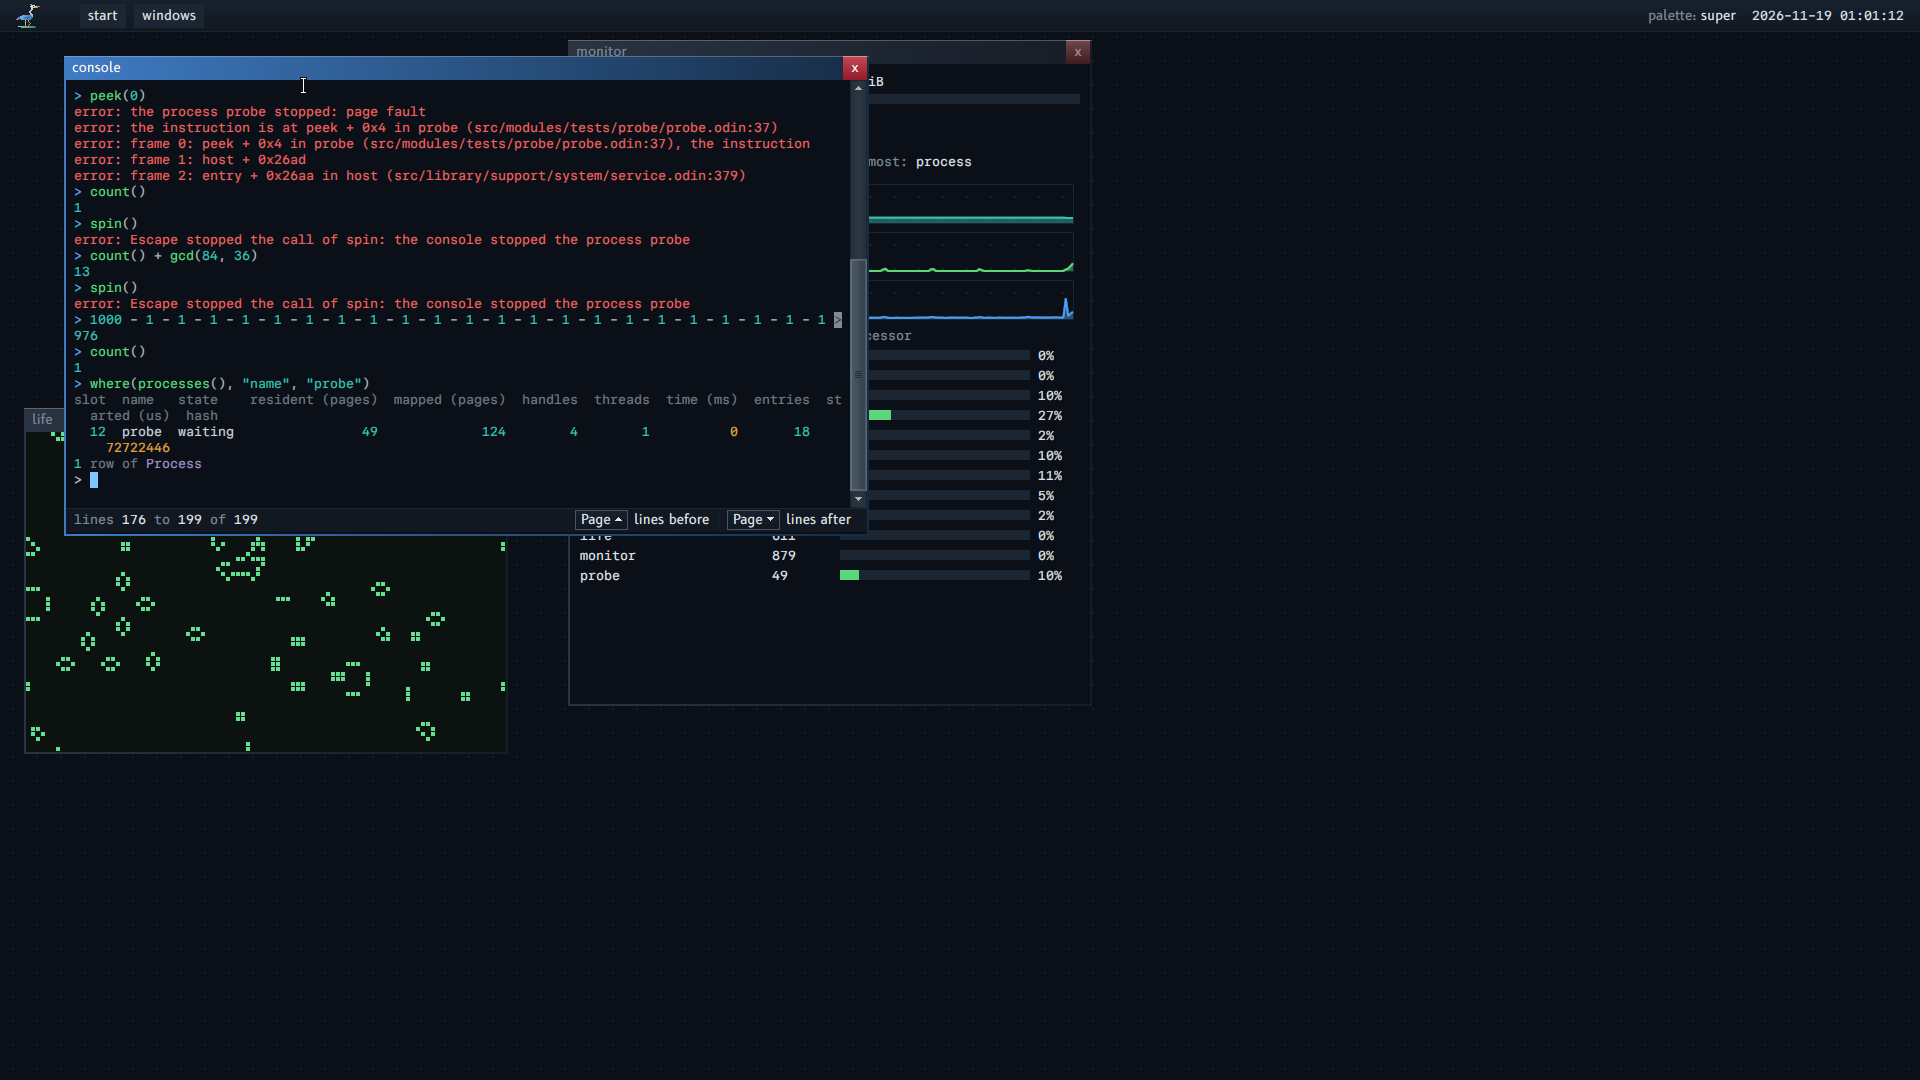 start windows palette: super 2026-11-19 01:01:12
monitor x
console x
iB
> peek(0)
error: the process probe stopped: page fault
error: the instruction is at peek + 0x4 in probe (src/modules/tests/probe/probe.odin:37)
error: frame 0: peek + 0x4 in probe (src/modules/tests/probe/probe.odin:37), the instruction
error: frame 1: host + 0x26ad
error: frame 2: entry + 0x26aa in host (src/library/support/system/service.odin:379)
> count()
1
> spin()
error: Escape stopped the call of spin: the console stopped the process probe
> count() + gcd(84, 36)
13
> spin()
error: Escape stopped the call of spin: the console stopped the process probe
> 1000 - 1 - 1 - 1 - 1 - 1 - 1 - 1 - 1 - 1 - 1 - 1 - 1 - 1 - 1 - 1 - 1 - 1 - 1 - 1 - 1 - 1 - 1 >
976
> count()
1
> where(processes(), "name", "probe")
slot name state resident (pages) mapped (pages) handles threads time (ms) entries st
arted (us) hash
12 probe waiting 49 124 4 1 0 18
72722446
1 row of Process
>
lines 176 to 199 of 199 Page lines before Page lines after
most: process
cessor
0%
0%
10%
27%
2%
10%
11%
5%
2%
life 611 0%
monitor 879 0%
probe 49 10%
life